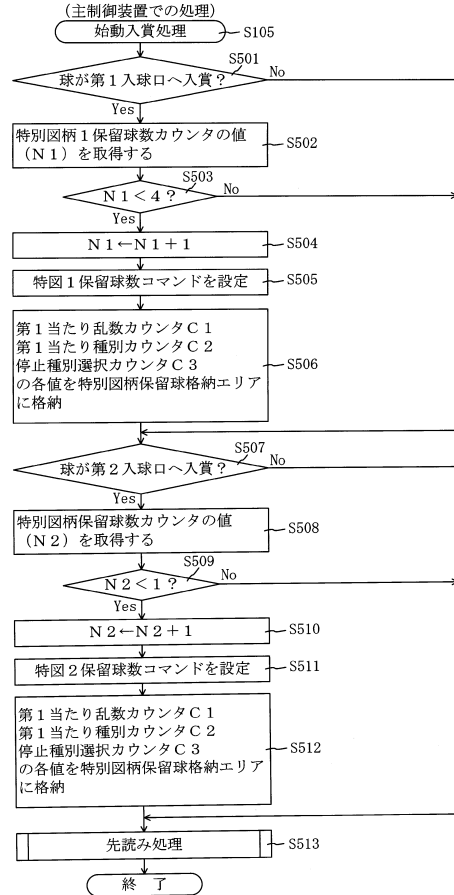 (主制御装置での処理)
始動入賞処理
S105
S501
球が第1入球口へ入賞?
No
Yes
特別図柄1保留球数カウンタの値
(N1)を取得する
S502
S503
N1<4?
No
Yes
N1←N1+1
S504
特図1保留球数コマンドを設定
S505
第1当たり乱数カウンタC1
第1当たり種別カウンタC2
停止種別選択カウンタC3
の各値を特別図柄保留球格納エリア
に格納
S506
S507
球が第2入球口へ入賞?
No
Yes
特別図柄保留球数カウンタの値
(N2)を取得する
S508
S509
N2<1?
No
Yes
N2←N2+1
S510
特図2保留球数コマンドを設定
S511
第1当たり乱数カウンタC1
第1当たり種別カウンタC2
停止種別選択カウンタC3
の各値を特別図柄保留球格納エリア
に格納
S512
先読み処理
S513
終 了